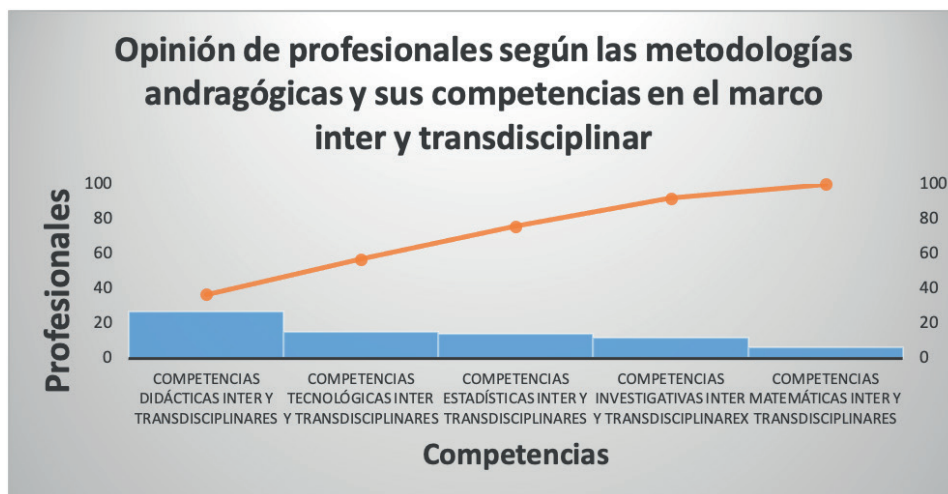 Opinión de profesionales según las metodologías
andragógicas y sus competencias en el marco
inter y transdisciplinar
Profesionales
100
80
60
40
20
0
100
80
60
40
20
0
COMPETENCIAS
DIDÁCTICAS INTER Y
TRANSDISCIPLINARES
COMPETENCIAS
TECNOLÓGICAS INTER
Y TRANSDISCIPLINARES
COMPETENCIAS
ESTADÍSTICAS INTER Y
TRANSDISCIPLINARES
COMPETENCIAS
INVESTIGATIVAS INTER
Y TRANSDISCIPLINAREX
COMPETENCIAS
MATEMÁTICAS INTER Y
TRANSDISCIPLINARES
Competencias